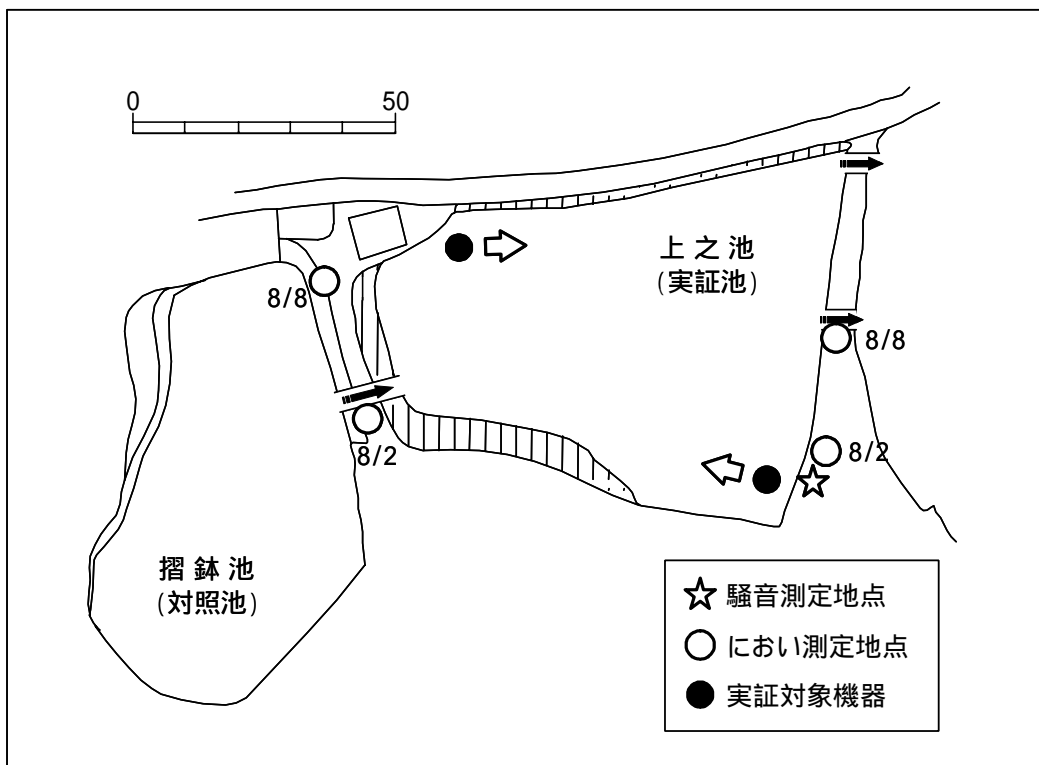 0 50
上之池
(実証池)
8/8
8/8
8/2
8/2
摺鉢池
(対照池)
騒音測定地点
におい測定地点
実証対象機器